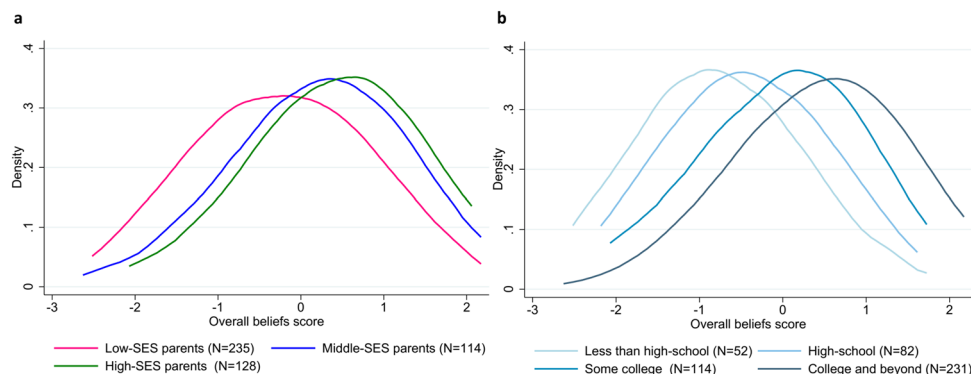 a
Density
.4
.3
.2
.1
0
-3 -2 -1 0 1 2
Overall beliefs score
Low-SES parents (N=235) Middle-SES parents (N=114)
High-SES parents (N=128)
b
Density
.4
.3
.2
.1
0
-3 -2 -1 0 1 2
Overall beliefs score
Less than high-school (N=52) High-school (N=82)
Some college (N=114) College and beyond (N=231)